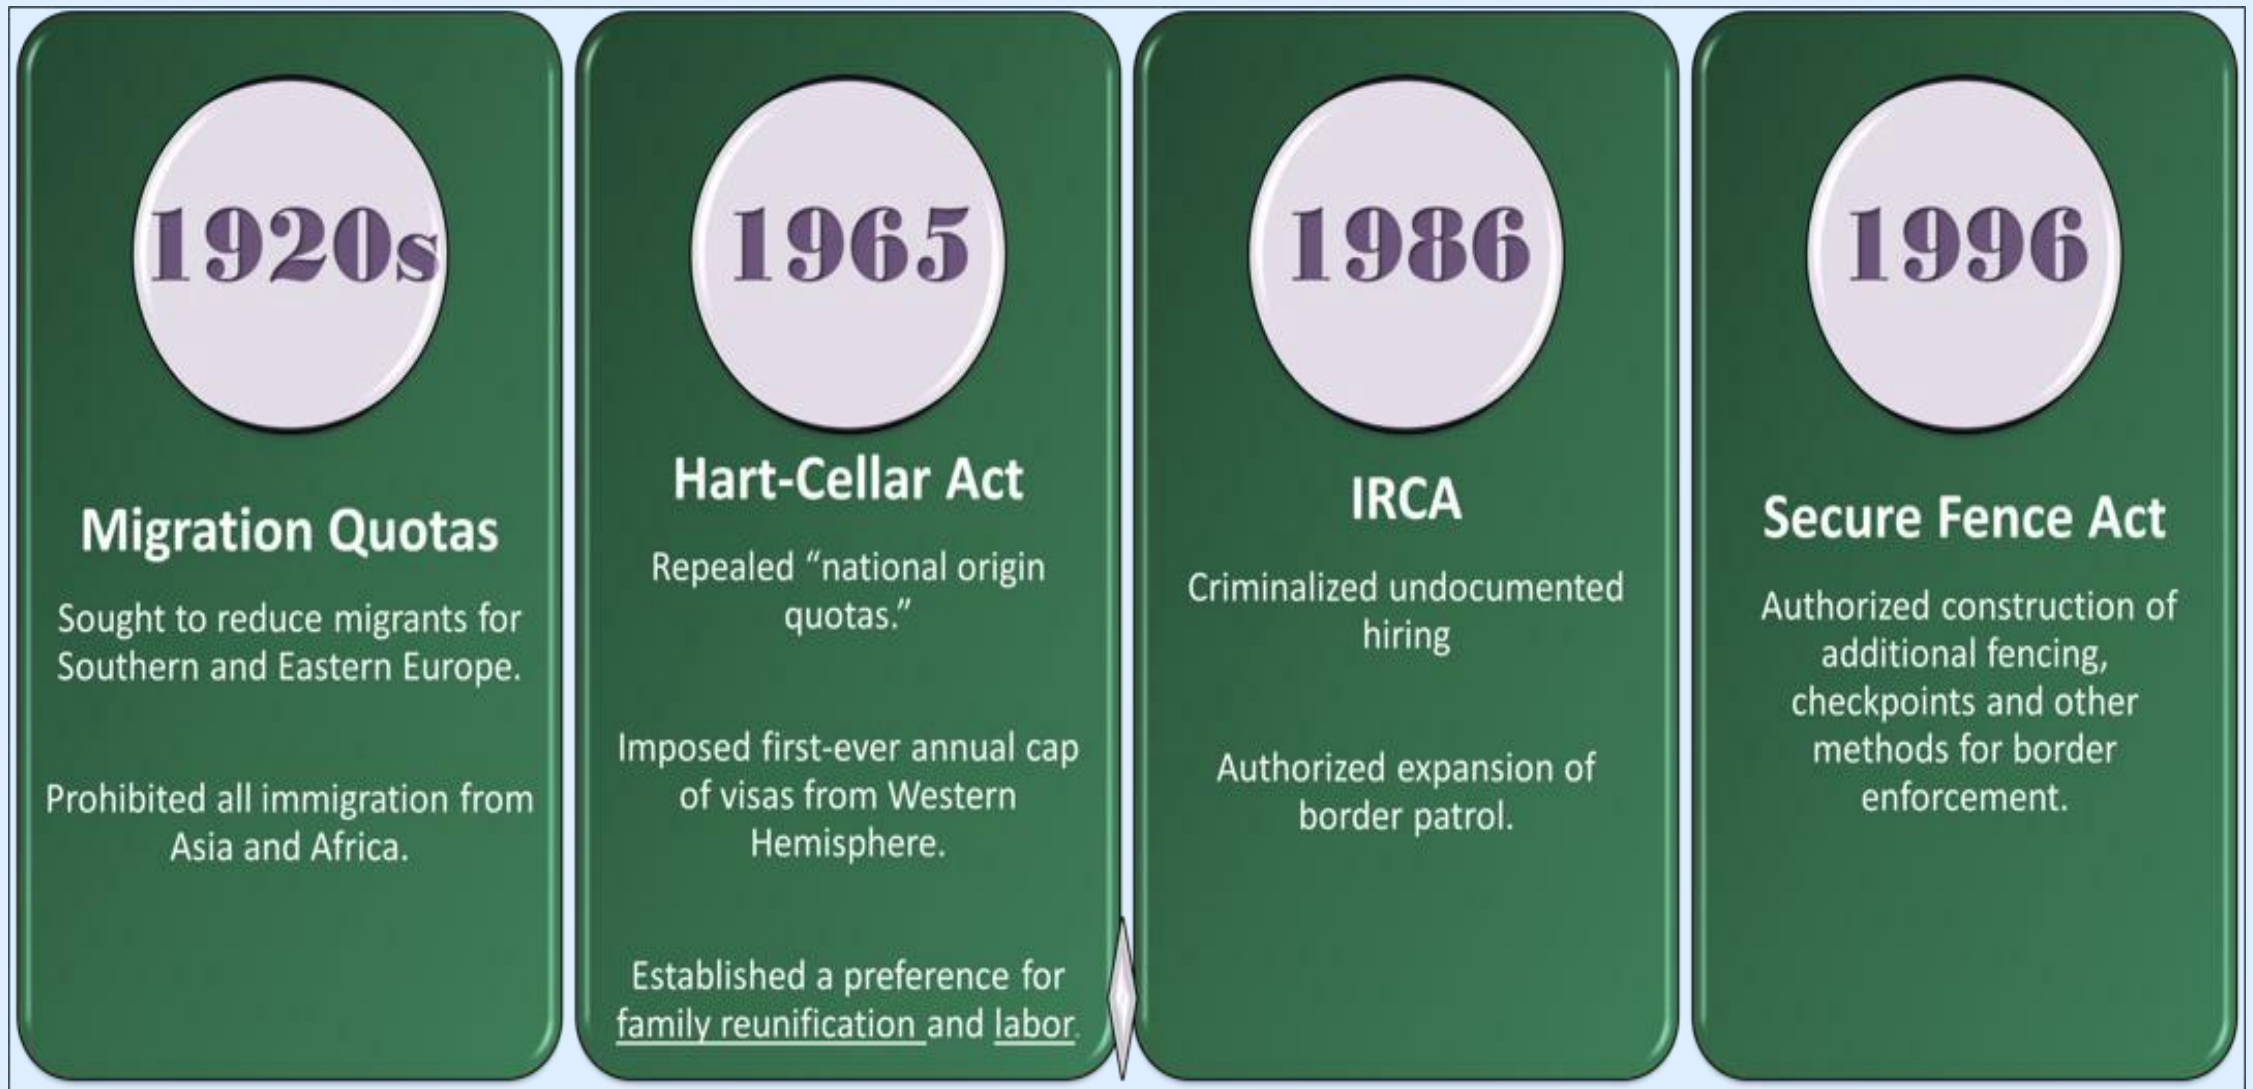 1920s
Migration Quotas
Sought to reduce migrants for
Southern and Eastern Europe.
Prohibited all immigration from
Asia and Africa.
1965
Hart-Cellar Act
Repealed “national origin
quotas.”
Imposed first-ever annual cap
of visas from Western
Hemisphere.
Established a preference for
family reunification and labor.
1986
IRCA
Criminalized undocumented
hiring
Authorized expansion of
border patrol.
1996
Secure Fence Act
Authorized construction of
additional fencing,
checkpoints and other
methods for border
enforcement.